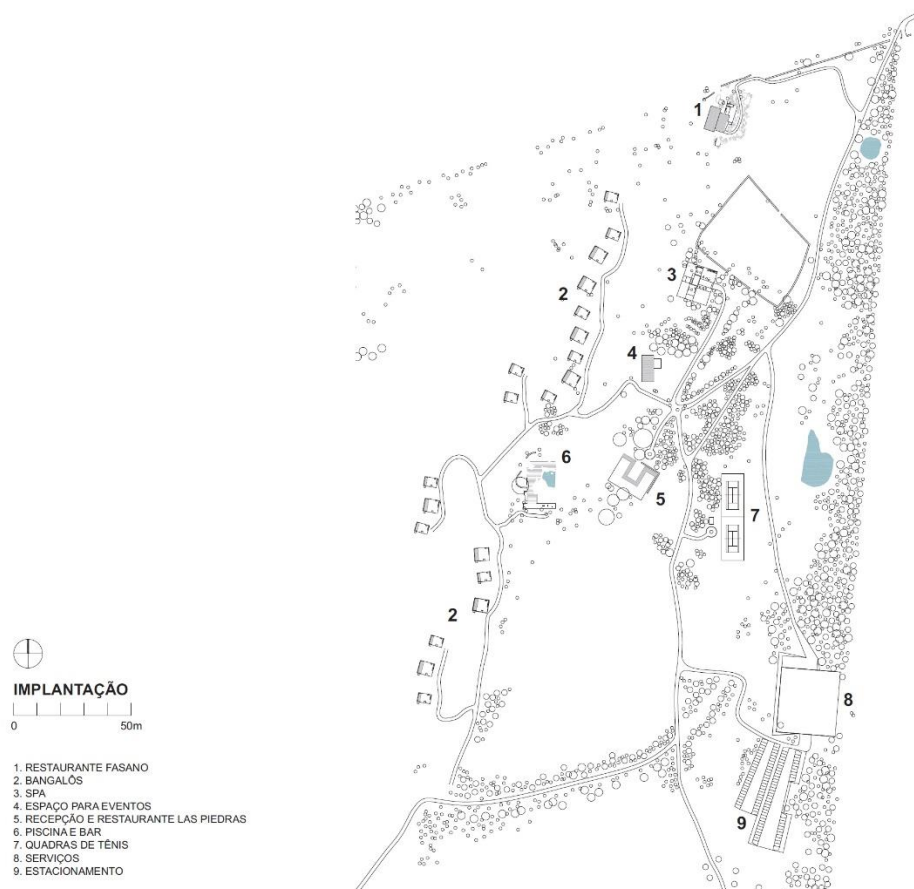 1
3
2
4
6
5
7
2
8
9
IMPLANTAÇÃO
0 50m
1. RESTAURANTE FASANO
2. BANGALÔS
3. SPA
4. ESPAÇO PARA EVENTOS
5. RECEPÇÃO E RESTAURANTE LAS PIEDRAS
6. PISCINA E BAR
7. QUADRAS DE TÊNIS
8. SERVIÇOS
9. ESTACIONAMENTO